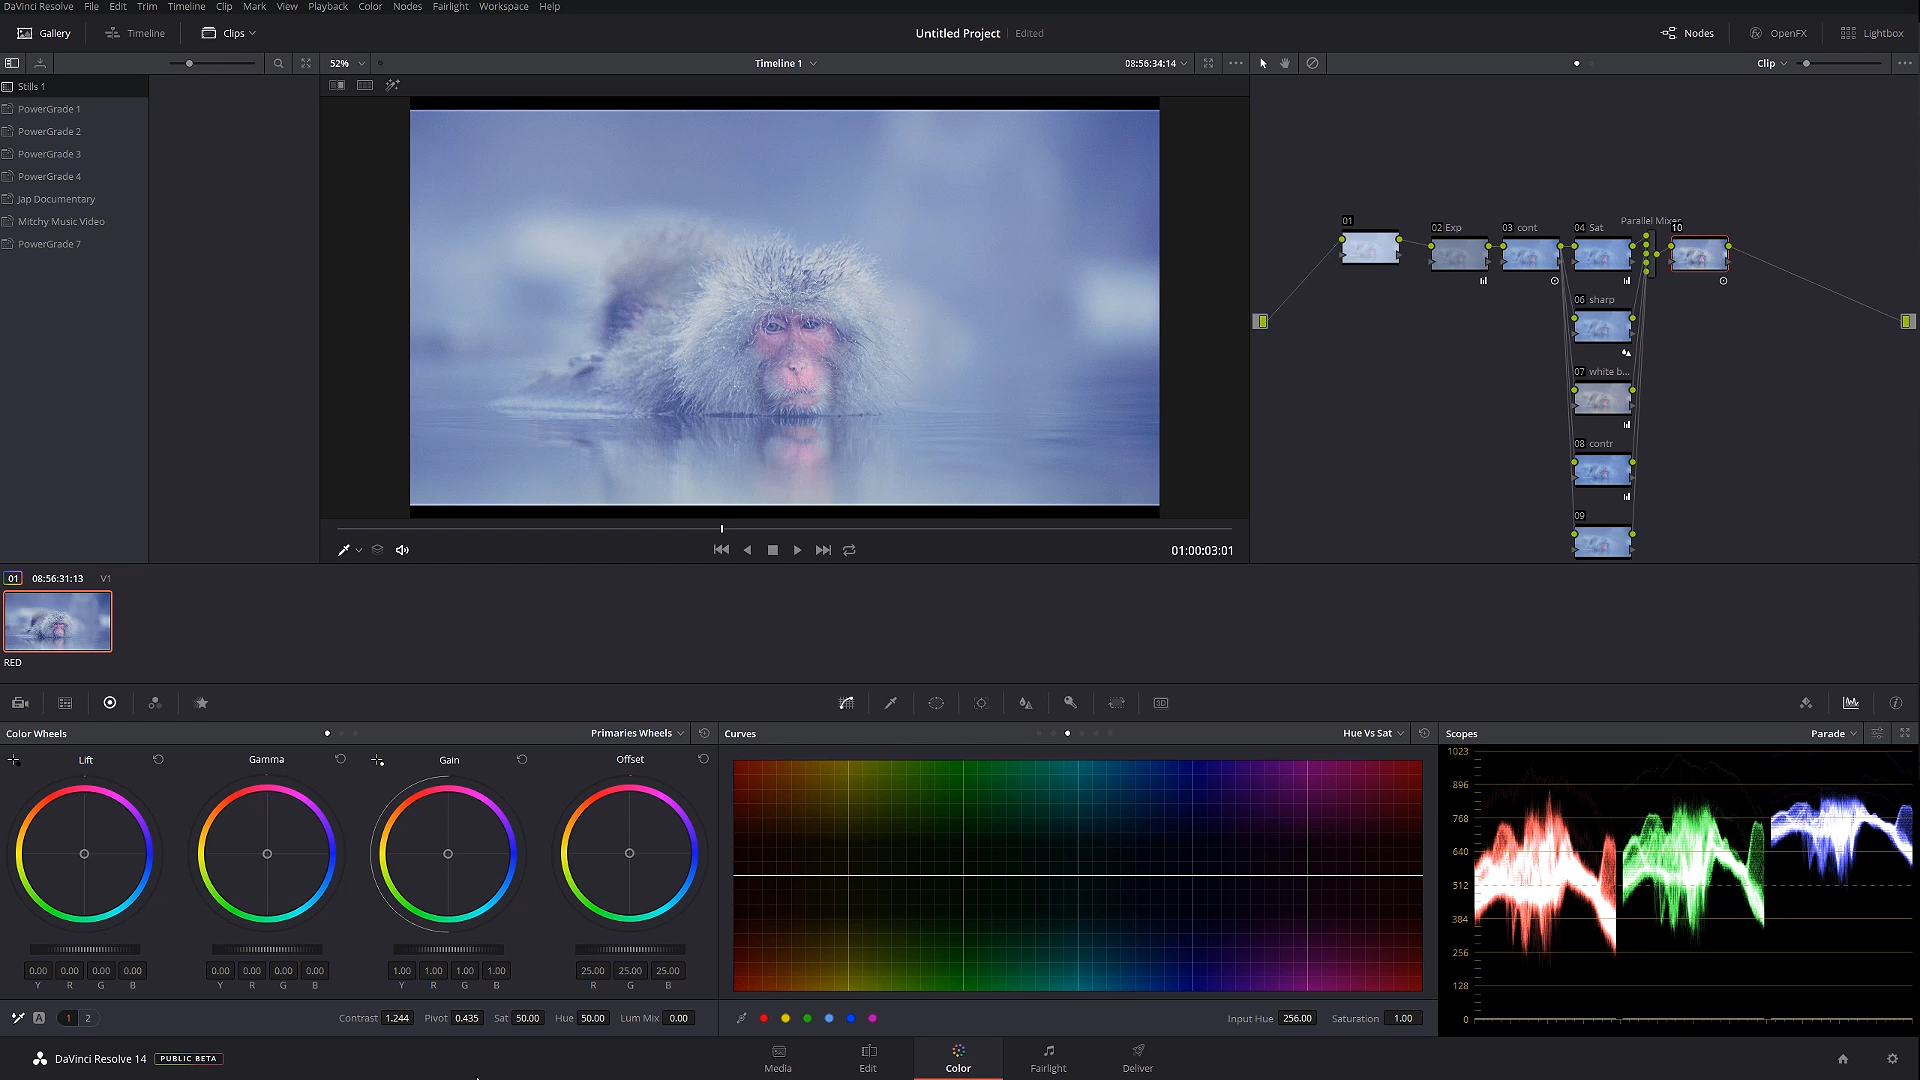 DaVinci Resolve File Edit Trim Timeline Clip Mark View Playback Color Nodes Fairlight Workspace Help
Gallery Timeline Clips Untitled Project Edited Nodes OpenFX Lightbox
52% Timeline 1 08:56:34:14 Clip
Stills 1
PowerGrade 1
PowerGrade 2
PowerGrade 3
PowerGrade 4
Jap Documentary
Mitchy Music Video
PowerGrade 7
Parallel Mixer
01 02 Exp 03 cont 04 Sat 10
06 sharp
07 white b...
08 contr
09
01:00:03:01
01 08:56:31:13 V1
RED
3D
Color Wheels Primaries Wheels Curves Hue Vs Sat Scopes Parade
Lift Gamma Gain Offset
1023
896
768
640
512
384
256
128
0
0.00 0.00 0.00 0.00 0.00 0.00 0.00 0.00 1.00 1.00 1.00 1.00 25.00 25.00 25.00
Y R G B Y R G B Y R G B R G B
A 1 2 Contrast 1.244 Pivot 0.435 Sat 50.00 Hue 50.00 Lum Mix 0.00 Input Hue 256.00 Saturation 1.00
DaVinci Resolve 14 PUBLIC BETA
Media Edit Color Fairlight Deliver